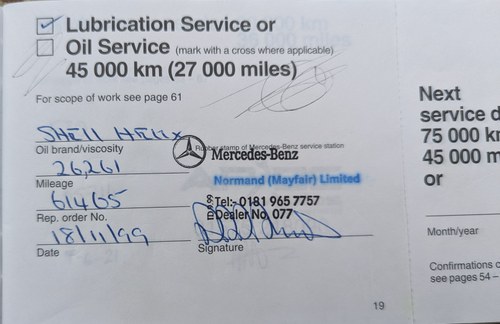 Lubrication Service or
Oil Service (mark with a cross where applicable)
45 000 km (27 000 miles)
For scope of work see page 61
SHELL HELIX
Rubber stamp of Mercedes-Benz service station
Oil brand/viscosity
Mercedes-Benz
26,261
Mileage
Normand (Mayfair) Limited
61465
Tel:- 0181 965 7757
Rep. order No.
Dealer No. 077
18/11/99
Date
Signature
19
Next
service d
75 000 k
45 000 m
or
Month/year
Confirmations o
see pages 54 –